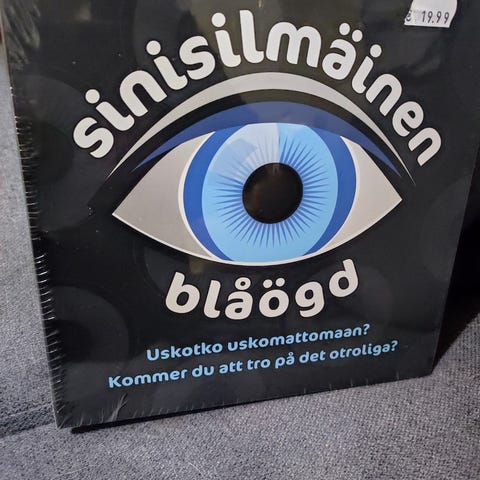 19.99
sinisilmäinen
blåögd
Uskotko uskomattomaan?
Kommer du att tro på det otroliga?